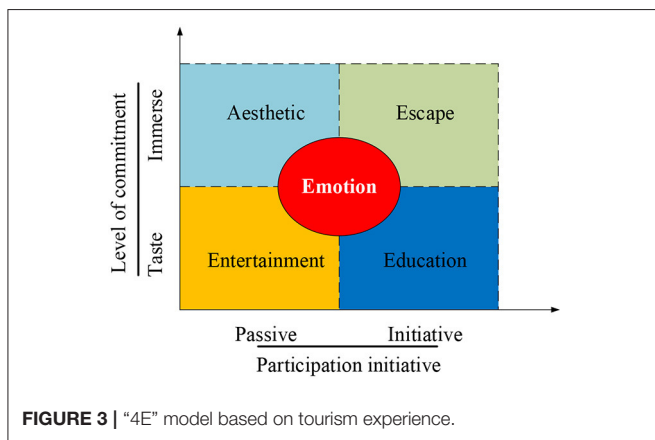 Level of commitment
Immerse
Taste
Aesthetic
Escape
Emotion
Entertainment
Education
Passive
Initiative
Participation initiative
FIGURE 3 | “4E” model based on tourism experience.